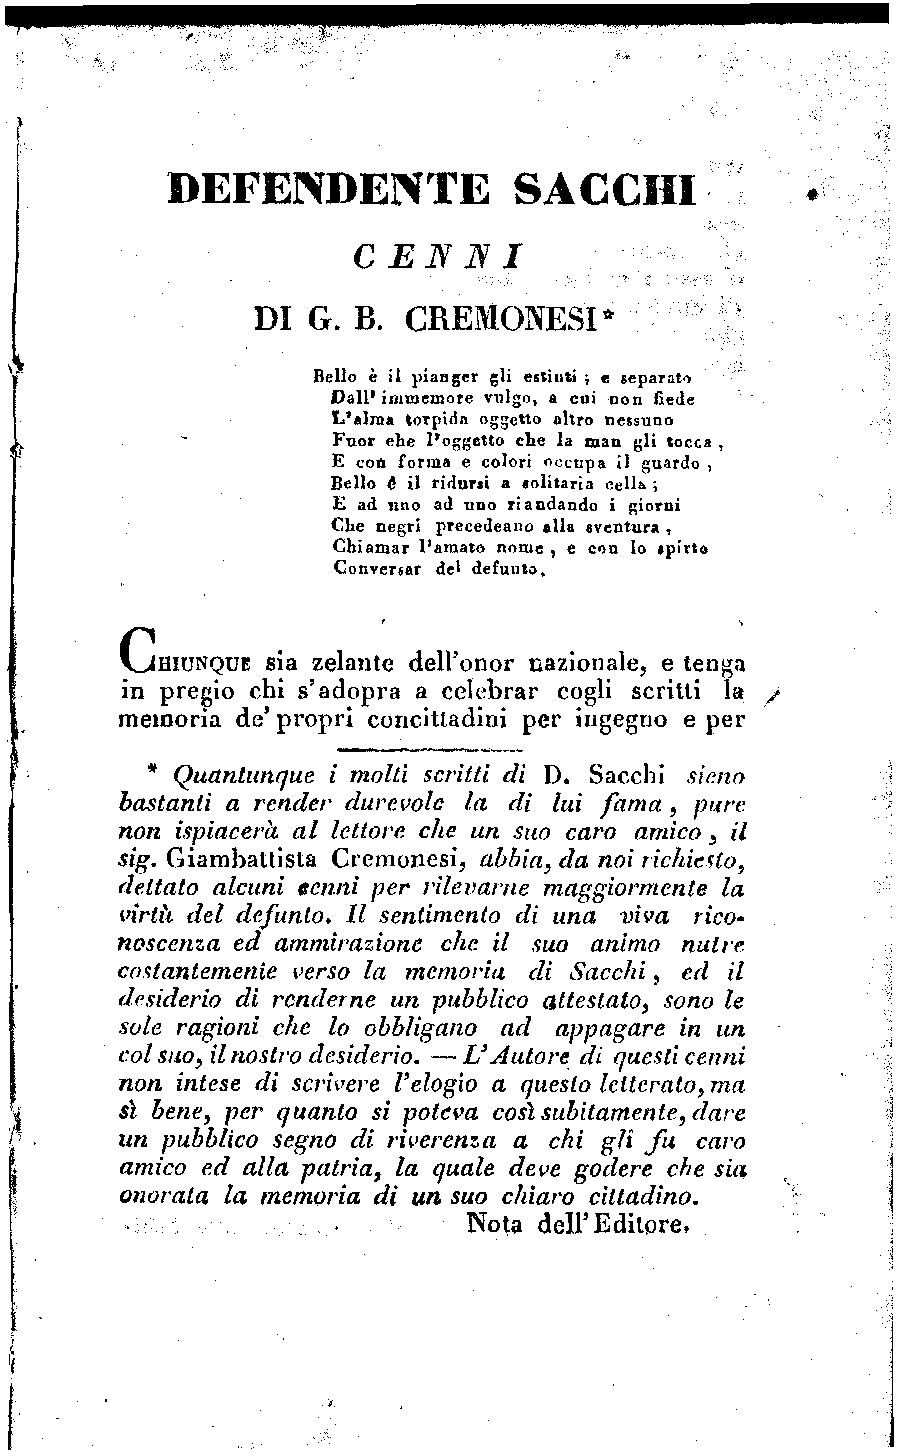 DEFENDENTE SACCHI
CENNI
DI G. B. CREMONESI*
Bello è il pianger gli estinti ; e separato
Dall' immemore vulgo, a cui non fiede
L'alma torpida oggetto altro nessuno
Fuor che l'oggetto che la man gli tocca ,
E con forma e colori occupa il guardo ,
Bello è il ridursi a solitaria cella ;
E ad uno ad uno riandando i giorni
Che negri precedeano alla sventura ,
Chiamar l'amato nome , e con lo spirto
Conversar del defunto.
CHIUNQUE sia zelante dell'onor nazionale, e tenga
in pregio chi s'adopra a celebrar cogli scritti la
memoria de' propri concittadini per ingegno e per
* Quantunque i molti scritti di D. Sacchi sieno
bastanti a render durevole la di lui fama , pure
non ispiacerà al lettore che un suo caro amico , il
sig. Giambattista Cremonesi, abbia, da noi richiesto,
dettato alcuni cenni per rilevarne maggiormente la
virtù del defunto. Il sentimento di una viva rico-
noscenza ed ammirazione che il suo animo nutre
costantemente verso la memoria di Sacchi , ed il
desiderio di renderne un pubblico attestato, sono le
sole ragioni che lo obbligano ad appagare in un
col suo, il nostro desiderio. — L'Autore di questi cenni
non intese di scrivere l'elogio a questo letterato, ma
sì bene, per quanto si poteva così subitamente, dare
un pubblico segno di riverenza a chi gli fu caro
amico ed alla patria, la quale deve godere che sia
onorata la memoria di un suo chiaro cittadino.
Nota dell' Editore.